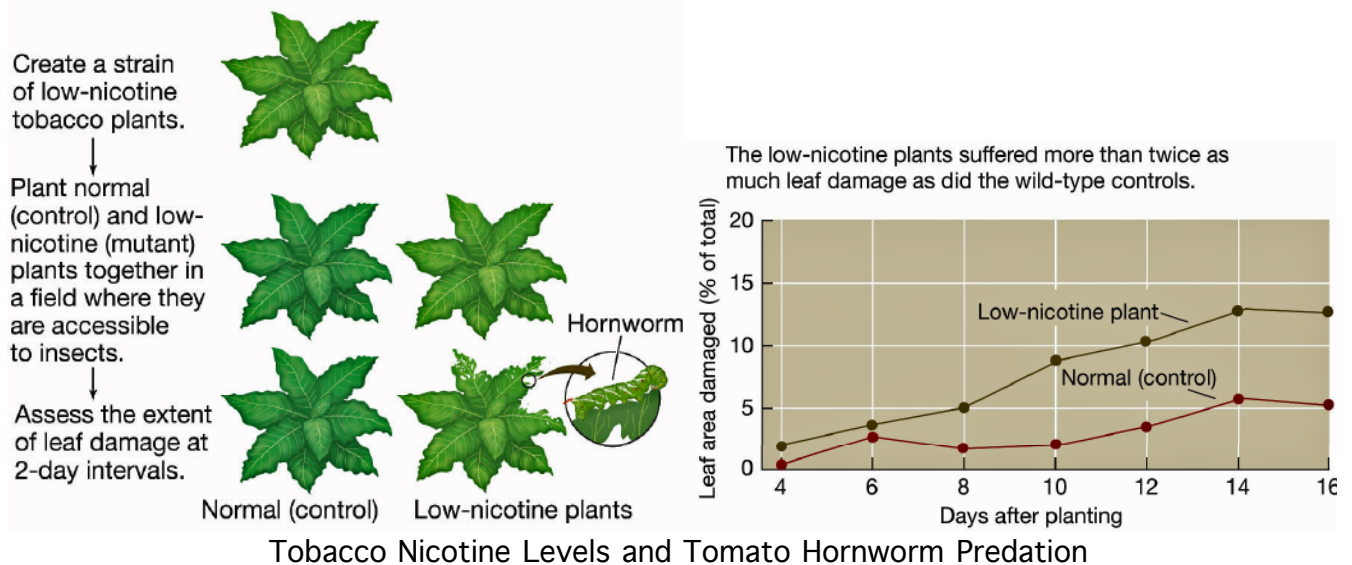 Create a strain
of low-nicotine
tobacco plants.
Plant normal
(control) and low-
nicotine (mutant)
plants together in
a field where they
are accessible
to insects.
Assess the extent
of leaf damage at
2-day intervals.
Hornworm
Normal (control)
Low-nicotine plants
The low-nicotine plants suffered more than twice as
much leaf damage as did the wild-type controls.
Leaf area damaged (% of total)
20
15
10
5
0
Low-nicotine plant
Normal (control)
4 6 8 10 12 14 16
Days after planting
Tobacco Nicotine Levels and Tomato Hornworm Predation